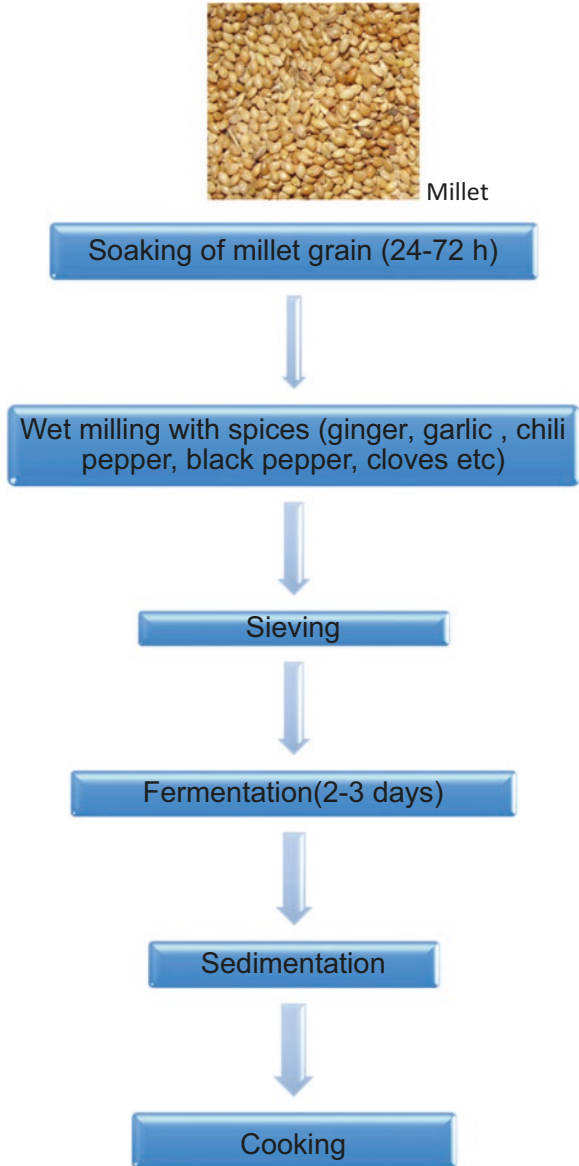 Millet
Soaking of millet grain (24-72 h)
Wet milling with spices (ginger, garlic , chili
pepper, black pepper, cloves etc)
Sieving
Fermentation(2-3 days)
Sedimentation
Cooking